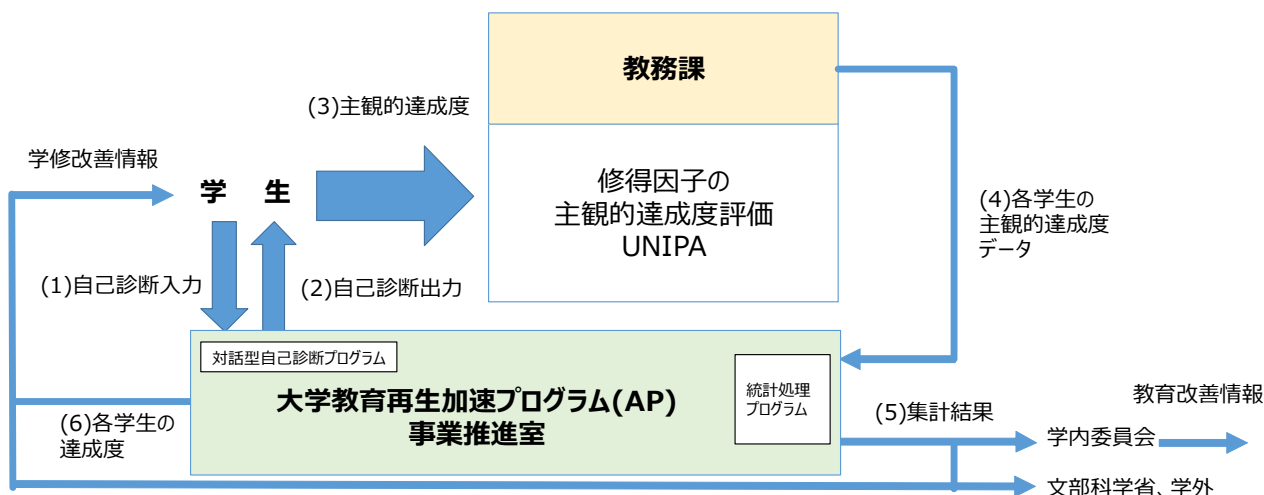 教務課
(3)主観的達成度
学修改善情報
学 生
修得因子の
主観的達成度評価
UNIPA
(4)各学生の
主観的達成度
データ
(1)自己診断入力
(2)自己診断出力
対話型自己診断プログラム
大学教育再生加速プログラム(AP)
事業推進室
統計処理
プログラム
教育改善情報
(5)集計結果
(6)各学生の
達成度
学内委員会
文部科学省、学外